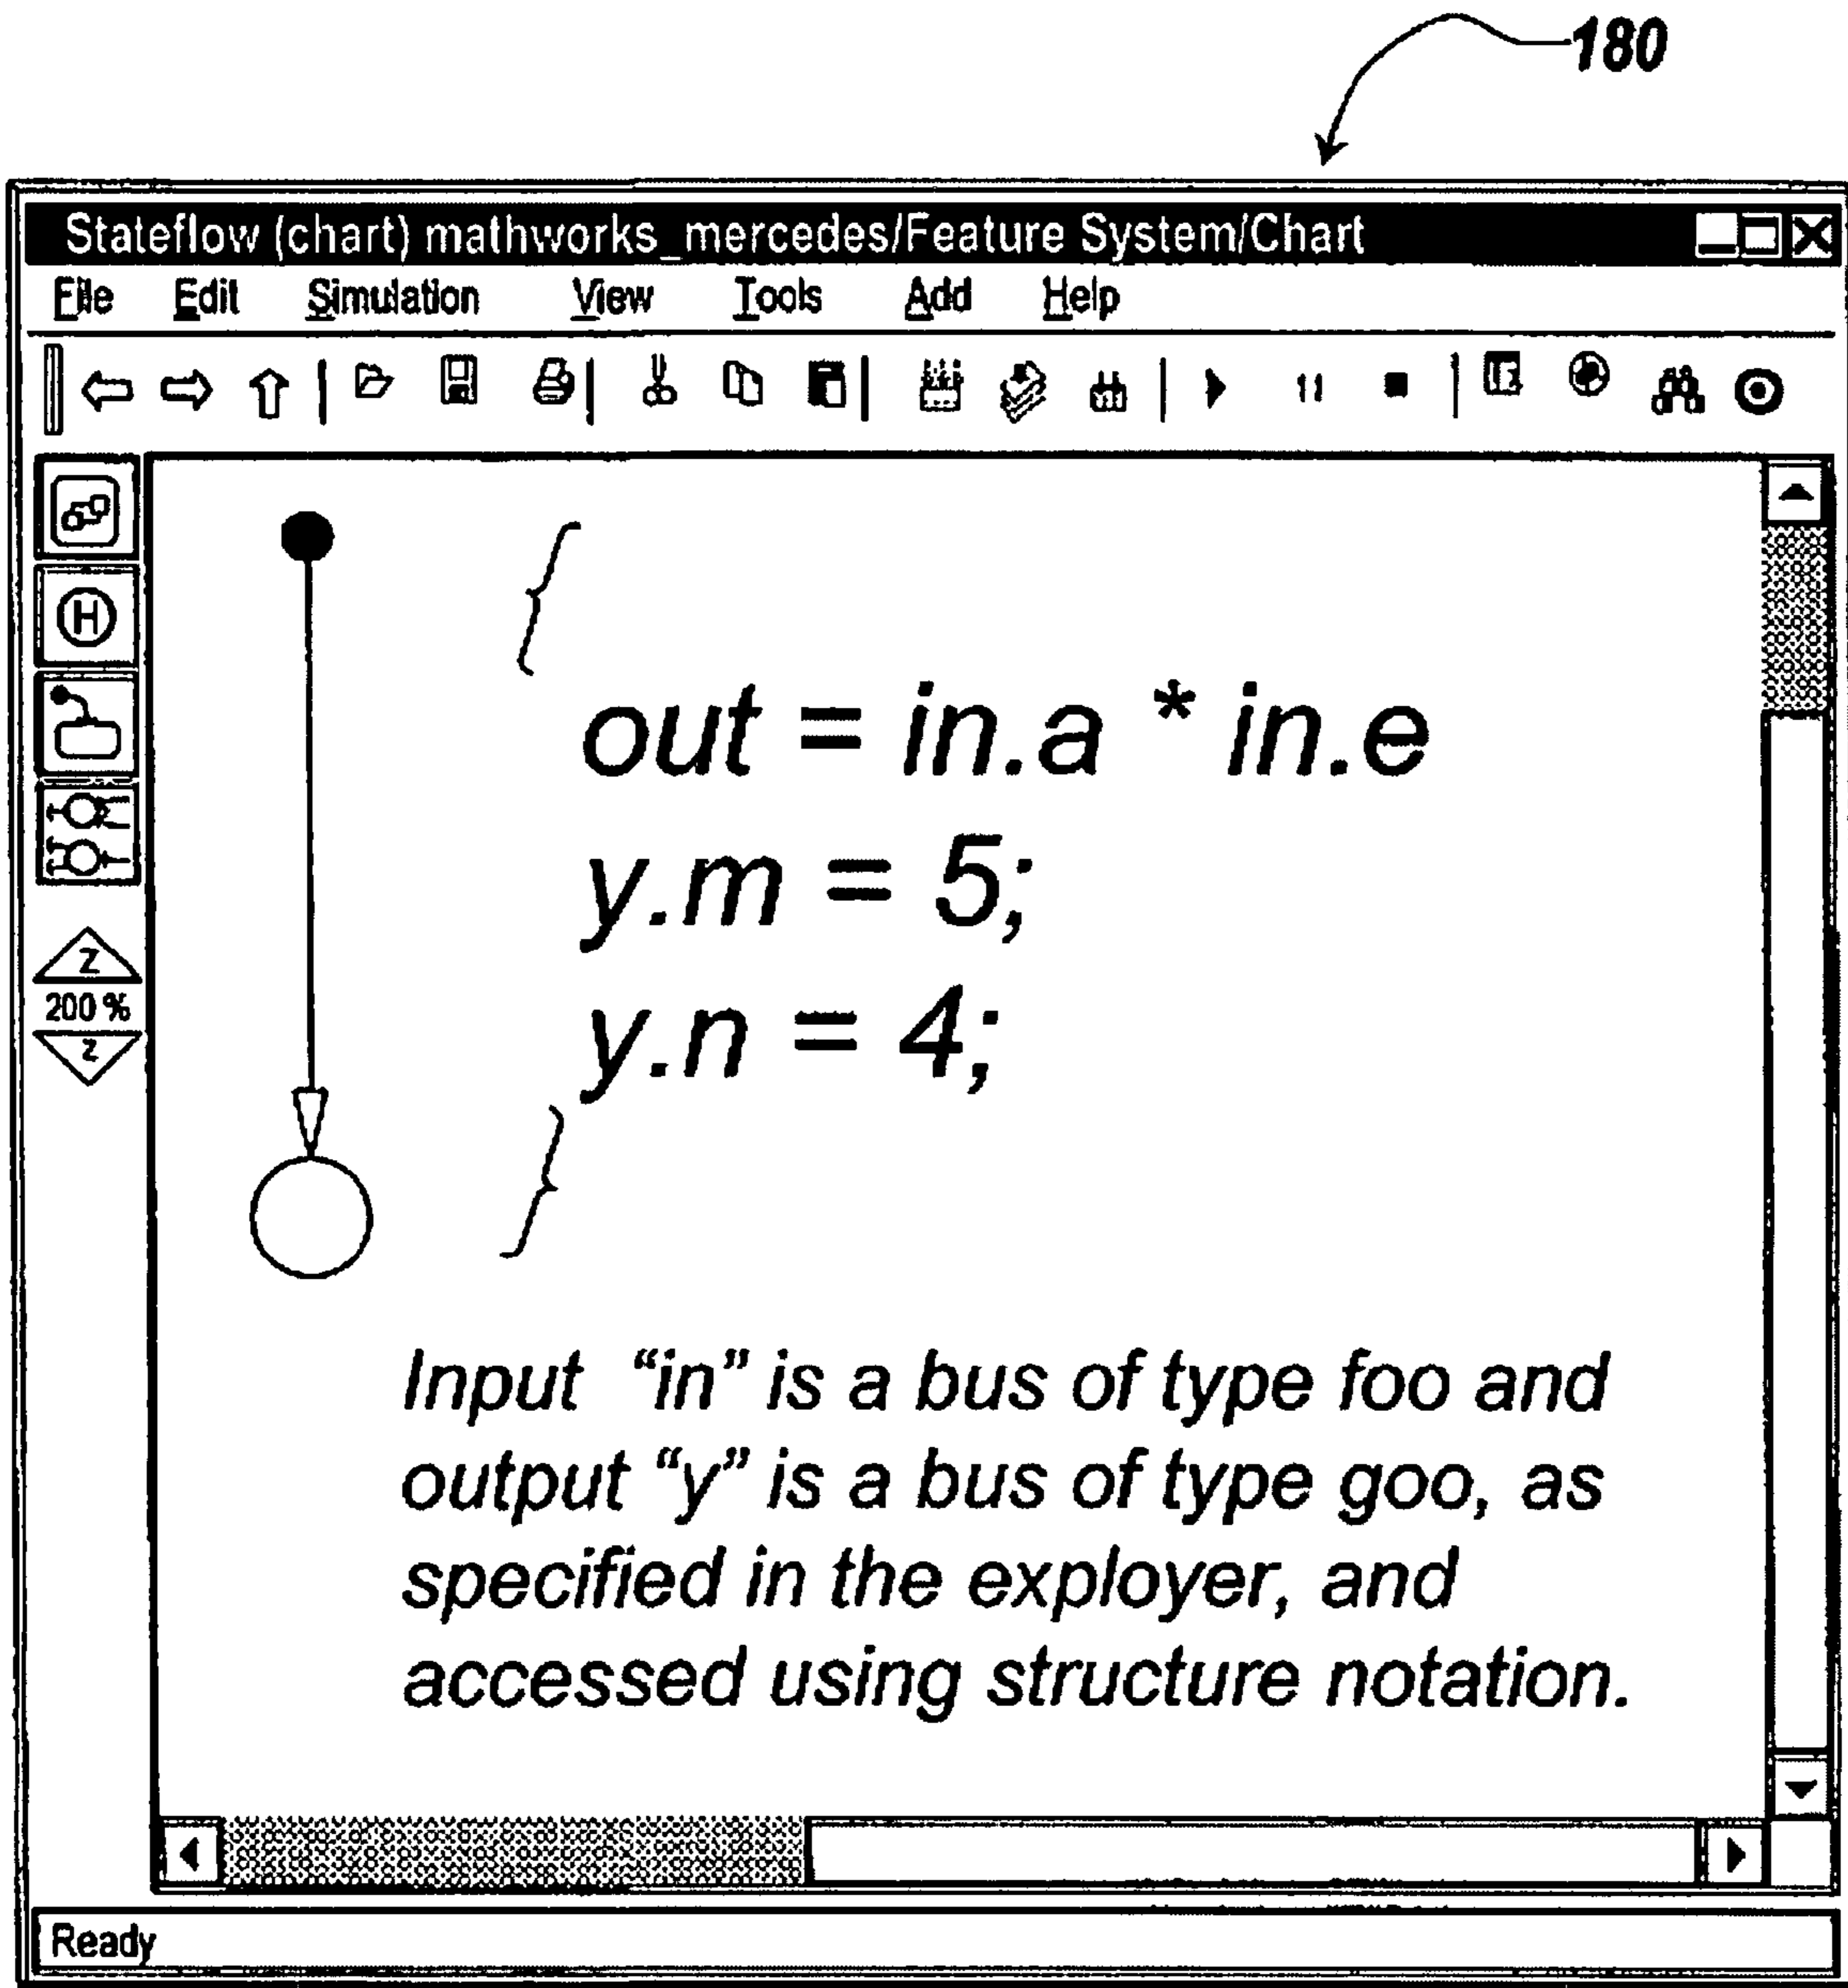 180
Stateflow (chart) mathworks_mercedes/Feature System/Chart
File Edit Simulation View Tools Add Help
{
out = in.a * in.e
y.m = 5;
y.n = 4;
}
H
Z
200 %
Z
Input "in" is a bus of type foo and
output "y" is a bus of type goo, as
specified in the exployer, and
accessed using structure notation.
Ready